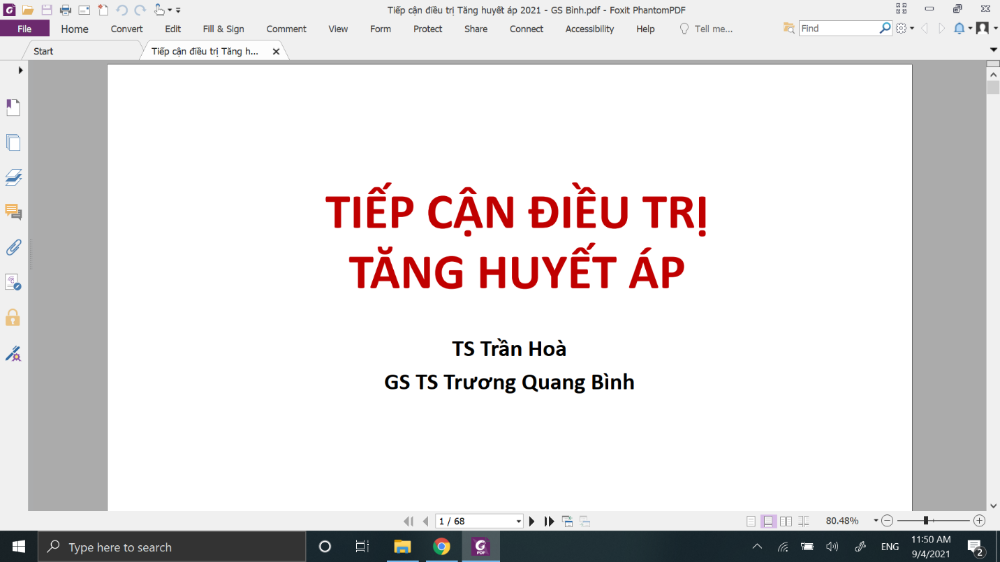 Tiếp cận điều trị Tăng huyết áp 2021 - GS Binh.pdf - Foxit PhantomPDF
File Home Convert Edit Fill & Sign Comment View Form Protect Share Connect Accessibility Help Tell me... Find
Start Tiếp cận điều trị Tăng h...
TIẾP CẬN ĐIỀU TRỊ
TĂNG HUYẾT ÁP
TS Trần Hoà
GS TS Trương Quang Bình
1 / 68 80.48%
Type here to search ENG 11:50 AM
9/4/2021 2